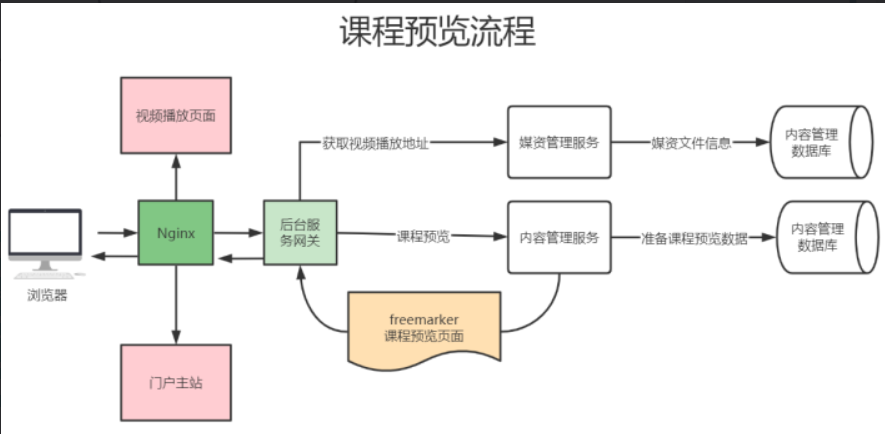 课程预览流程
视频播放页面
获取视频播放地址
媒资管理服务
媒资文件信息
内容管理
数据库
Nginx
后台服
务网关
课程预览
内容管理服务
准备课程预览数据
内容管理
数据库
浏览器
freemarker
课程预览页面
门户主站